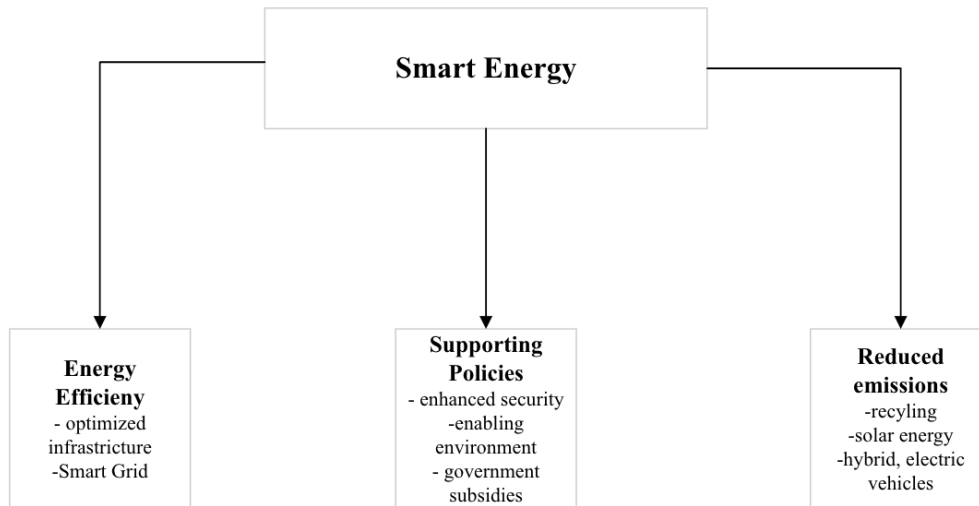 Smart Energy
Energy
Efficieny
- optimized
infrastricture
-Smart Grid
Supporting
Policies
- enhanced security
-enabling
environment
- government
subsidies
Reduced
emissions
-recyling
-solar energy
-hybrid, electric
vehicles